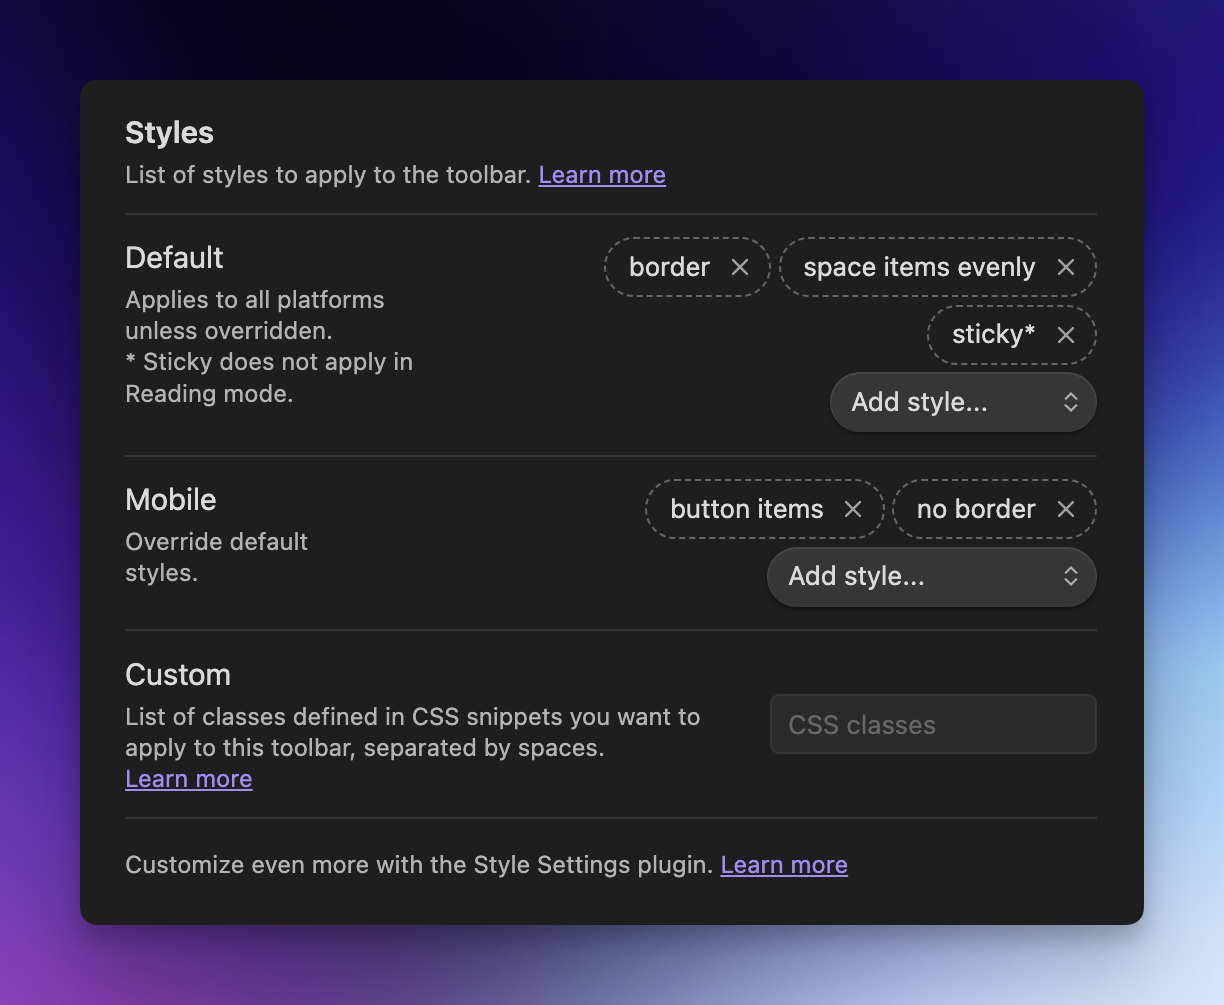 Styles
List of styles to apply to the toolbar. Learn more
Default
Applies to all platforms
unless overridden.
* Sticky does not apply in
Reading mode.
border
space items evenly
sticky*
Add style...
Mobile
Override default
styles.
button items
no border
Add style...
Custom
List of classes defined in CSS snippets you want to
apply to this toolbar, separated by spaces.
Learn more
CSS classes
Customize even more with the Style Settings plugin. Learn more